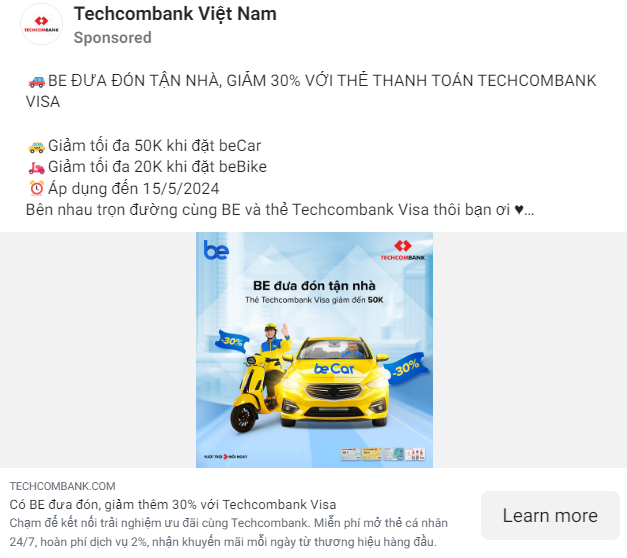 TECHCOMBANK
Techcombank Việt Nam
Sponsored
🚗BE ĐƯA ĐÓN TẬN NHÀ, GIẢM 30% VỚI THẺ THANH TOÁN TECHCOMBANK
VISA
🚕Giảm tối đa 50K khi đặt beCar
🛵Giảm tối đa 20K khi đặt beBike
⏰Áp dụng đến 15/5/2024
Bên nhau trọn đường cùng BE và thẻ Techcombank Visa thôi bạn ơi ♥...
be
TECHCOMBANK
BE đưa đón tận nhà
Thẻ Techcombank Visa giảm đến 50K
-30%
beCar
-30%
VƯỢT TRỘI MỖI NGÀY
TECHCOMBANK.COM
Có BE đưa đón, giảm thêm 30% với Techcombank Visa
Chạm để kết nối trải nghiệm ưu đãi cùng Techcombank. Miễn phí mở thẻ cá nhân
24/7, hoàn phí dịch vụ 2%, nhận khuyến mãi mỗi ngày từ thương hiệu hàng đầu.
Learn more